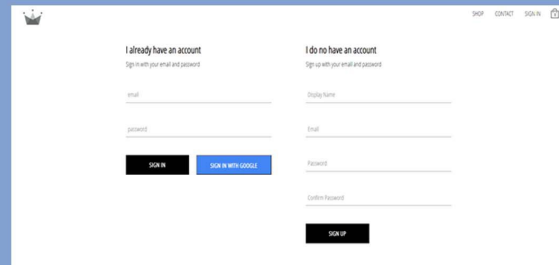 SHOP CONTACT SIGN IN 0
I already have an account
Sign in with your email and password
email
password
SIGN IN SIGN IN WITH GOOGLE
I do no have an account
Sign up with your email and password
Display Name
Email
Password
Confirm Password
SIGN UP